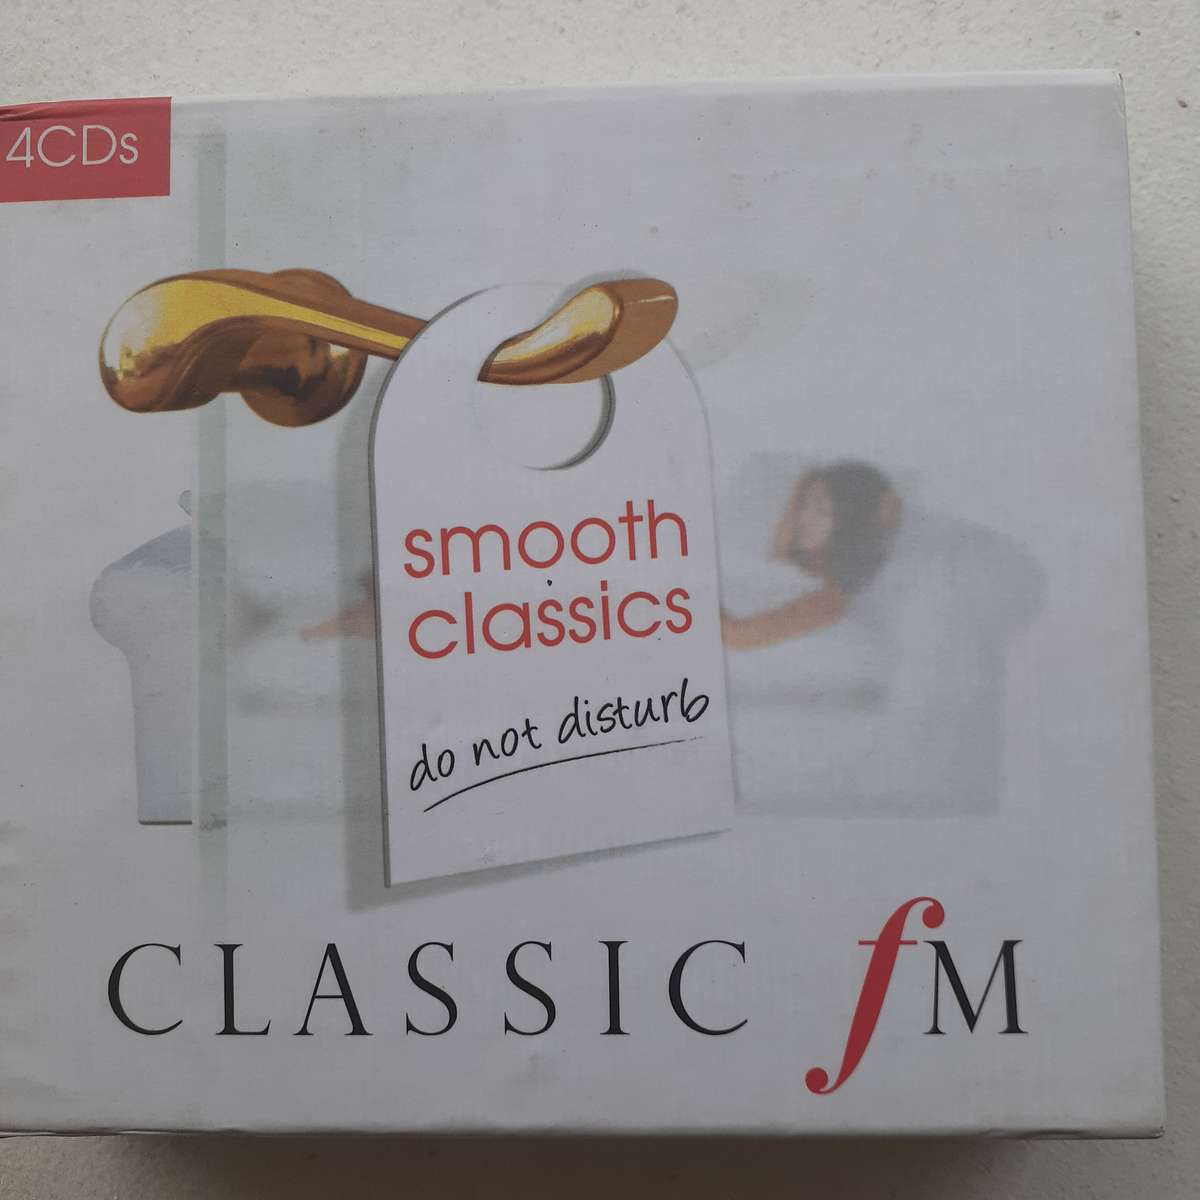 4CDs
smooth
classics
do not disturb
CLASSIC fM